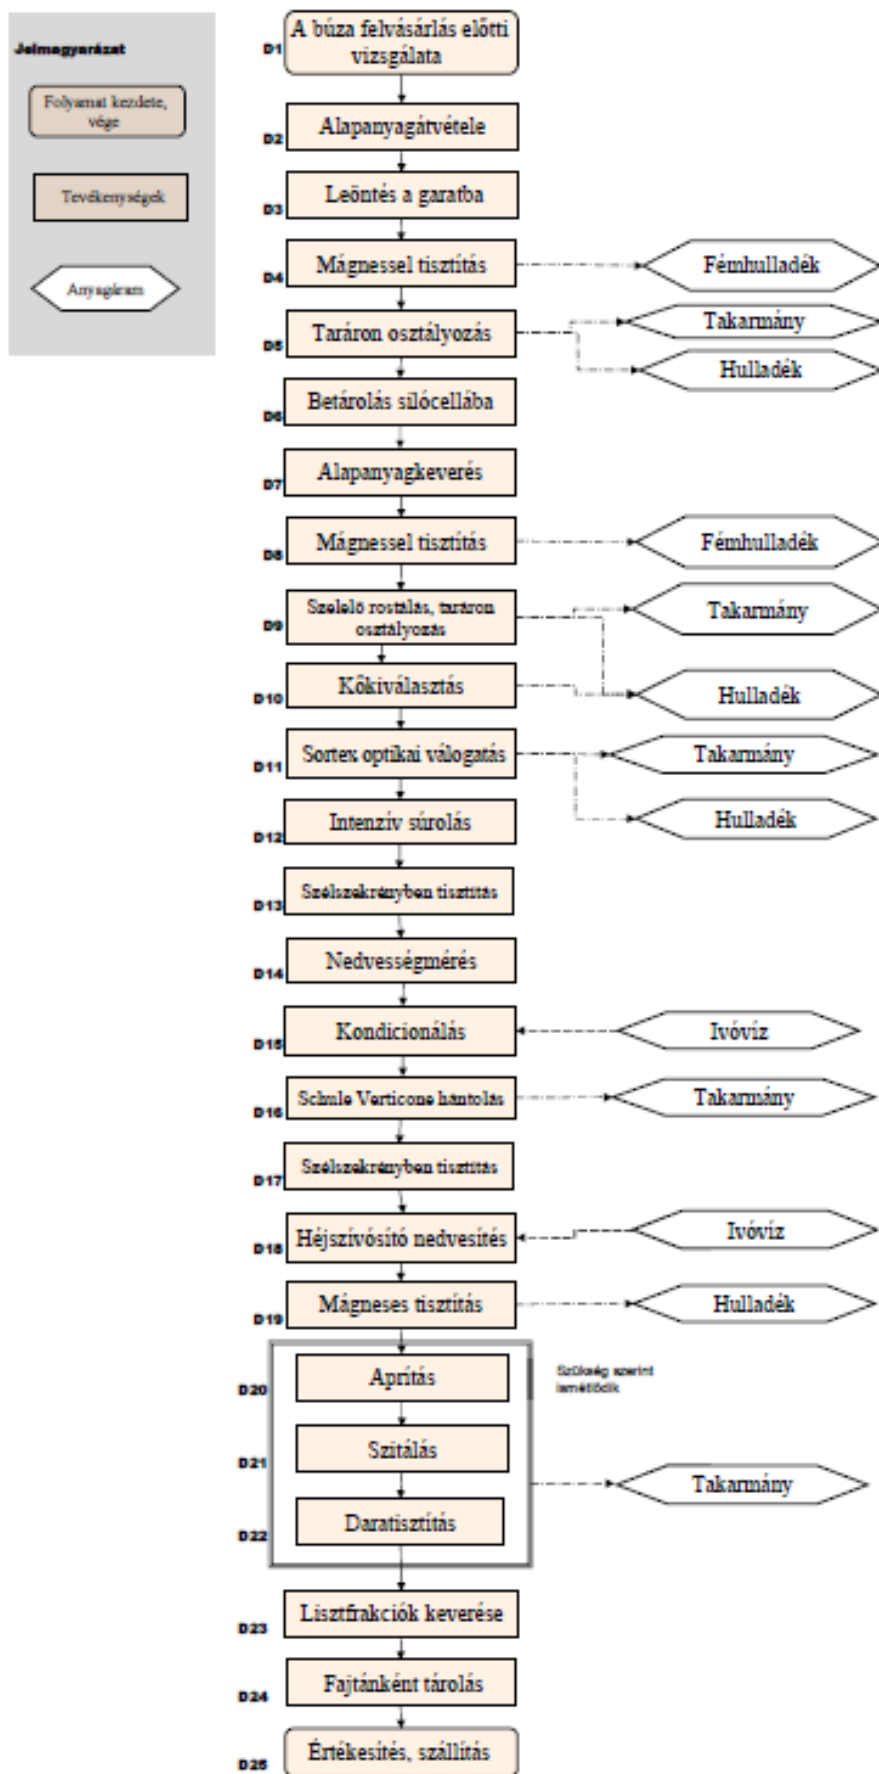 Jelmagyarázat
Folyamat kezdete,
vége
Tevékenységek
Anyagáram
D1
A búza felvásárlás előtti
vizsgálata
D2
Alapanyagátvétele
D3
Leöntés a garatba
D4
Mágnessel tisztítás
Fémhulladék
D5
Taráron osztályozás
Takarmány
Hulladék
D6
Betárolás silócellába
D7
Alapanyagkeverés
D8
Mágnessel tisztítás
Fémhulladék
D9
Szelelő rostálás, taráron
osztályozás
Takarmány
D10
Kőkiválasztás
Hulladék
D11
Sortex optikai válogatás
Takarmány
Hulladék
D12
Intenzív súrolás
D13
Szélszekrényben tisztítás
D14
Nedvességmérés
D15
Kondicionálás
Ivóvíz
D16
Schule Verticone hántolás
Takarmány
D17
Szélszekrényben tisztítás
D18
Héjszívósító nedvesítés
Ivóvíz
D19
Mágneses tisztítás
Hulladék
D20
Aprítás
Szükség szerint
ismétlődik
D21
Szitálás
Takarmány
D22
Daratisztítás
D23
Lisztfrakciók keverése
D24
Fajtánként tárolás
D25
Értékesítés, szállítás